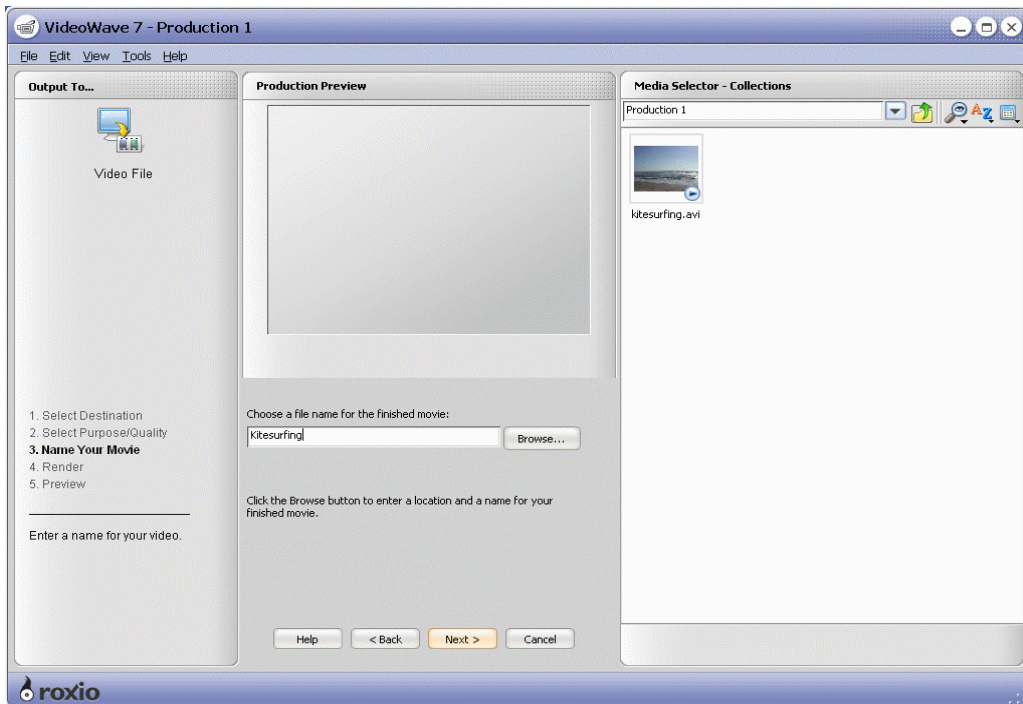 VideoWave 7 - Production 1
File Edit View Tools Help
Output To...
Video File
1. Select Destination
2. Select Purpose/Quality
3. Name Your Movie
4. Render
5. Preview
Enter a name for your video.
Production Preview
Choose a file name for the finished movie:
Kitesurfing
Browse...
Click the Browse button to enter a location and a name for your
finished movie.
Help
< Back
Next >
Cancel
Media Selector - Collections
Production 1
AZ
kitesurfing.avi
roxio